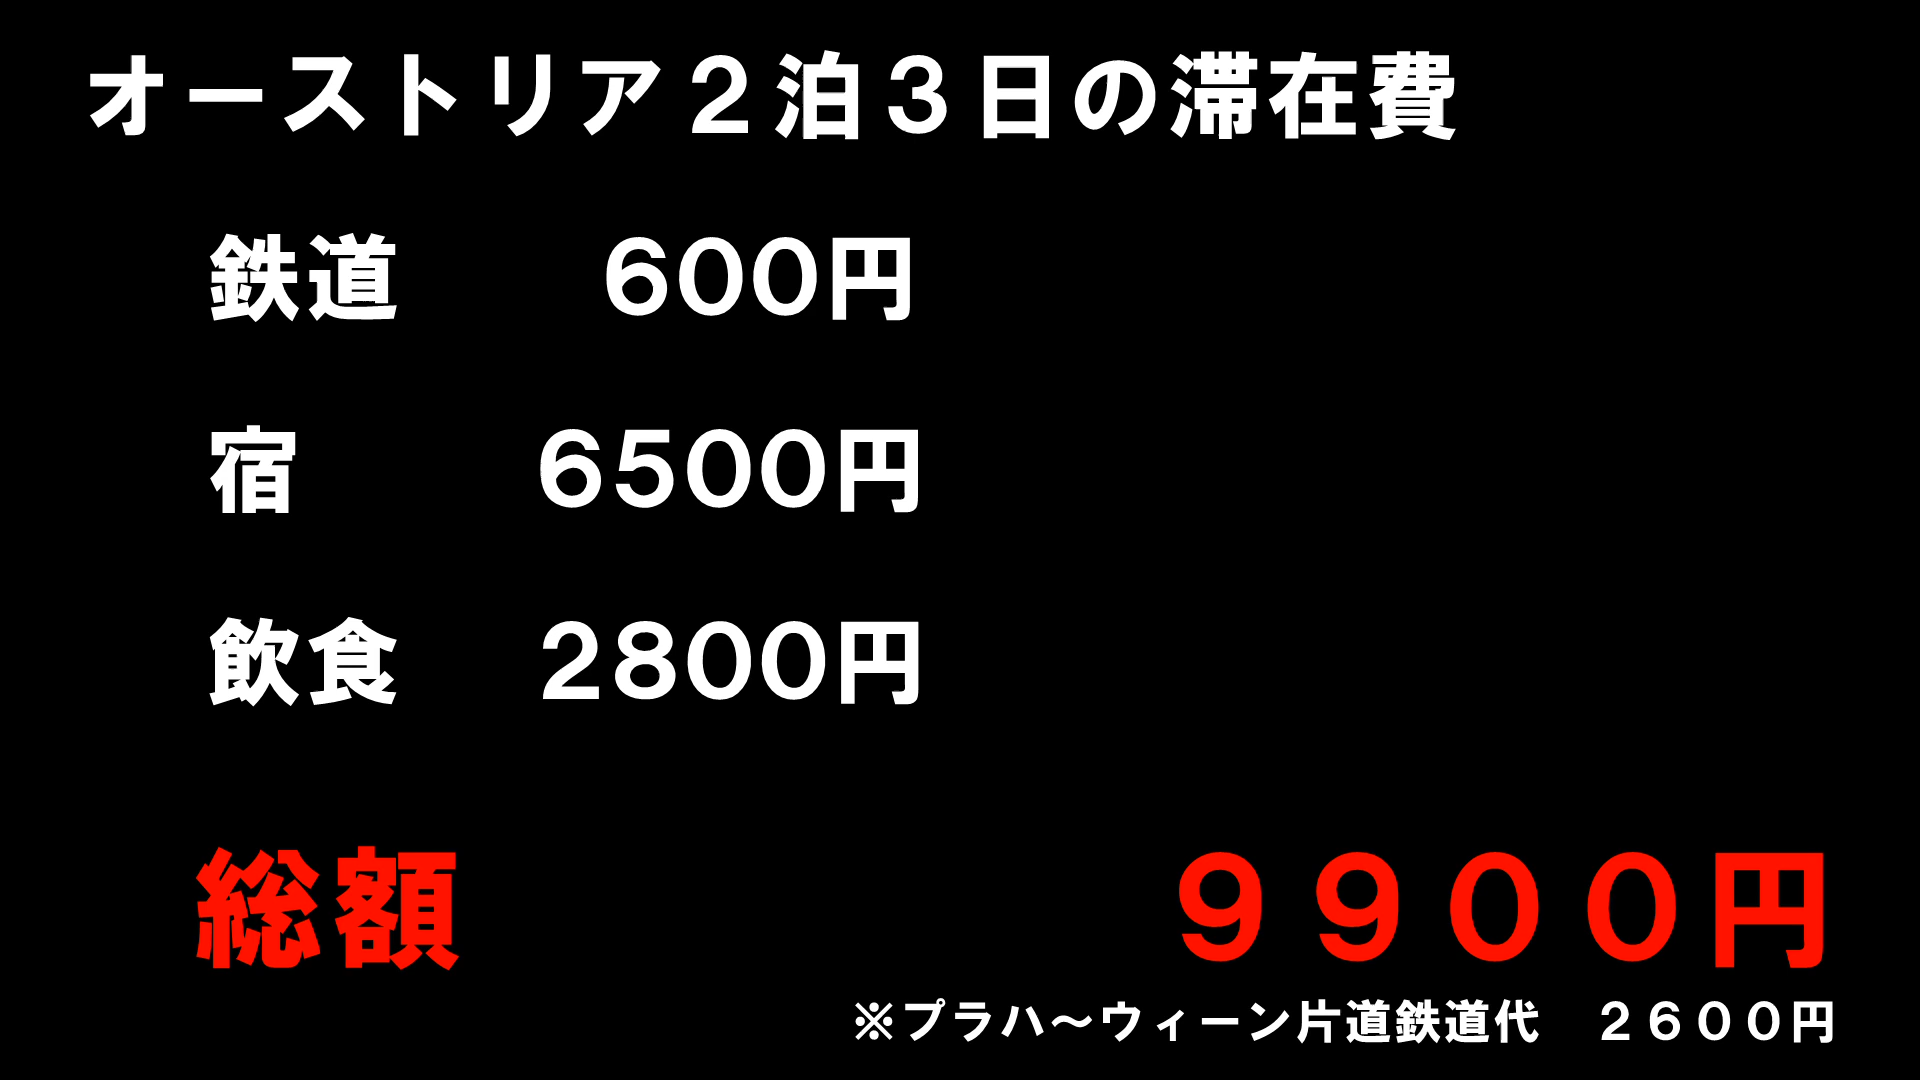 オーストリア２泊３日の滞在費
鉄道　600円
宿　6500円
飲食　2800円
総額　９９００円
※プラハ～ウィーン片道鉄道代　２６００円